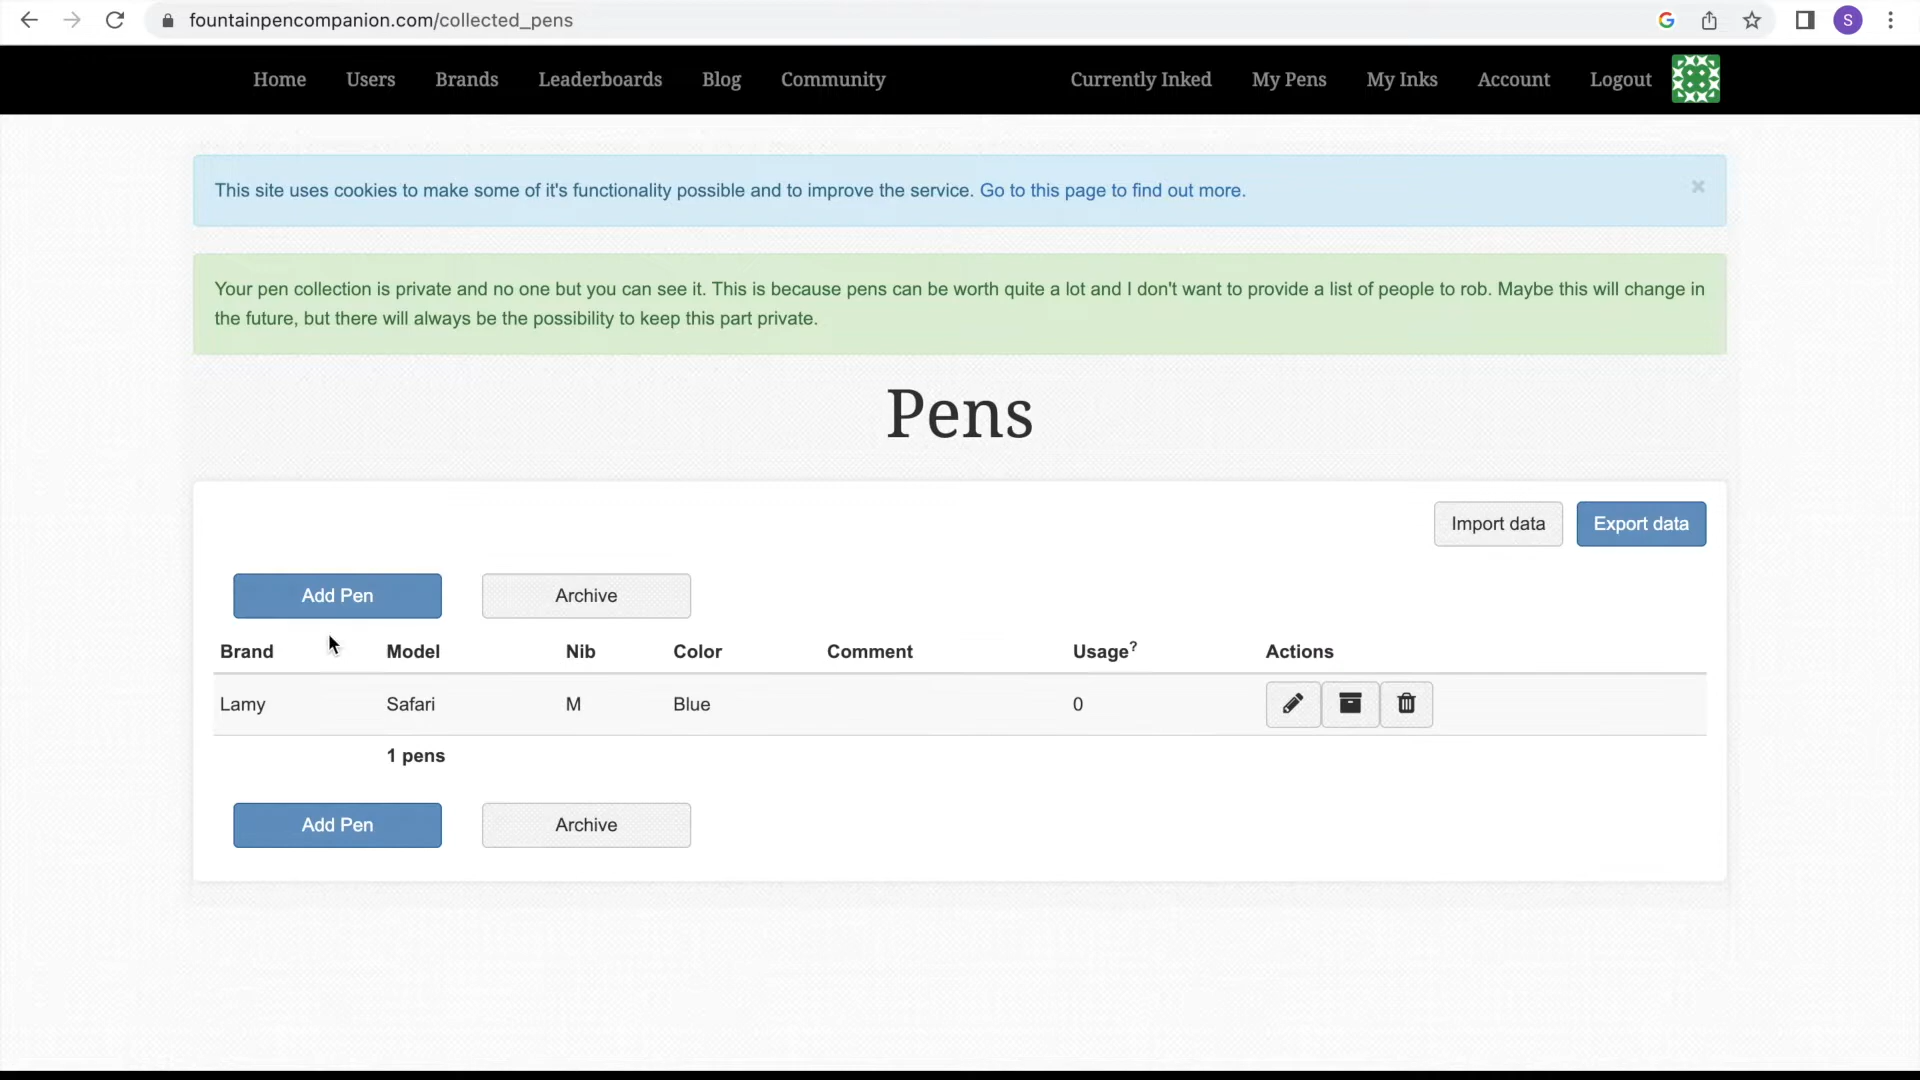 fountainpencompanion.com/collected_pens
S
Home Users Brands Leaderboards Blog Community Currently Inked My Pens My Inks Account Logout
This site uses cookies to make some of it's functionality possible and to improve the service. Go to this page to find out more.
×
Your pen collection is private and no one but you can see it. This is because pens can be worth quite a lot and I don't want to provide a list of people to rob. Maybe this will change in
the future, but there will always be the possibility to keep this part private.
Pens
Import data Export data
Add Pen Archive
Brand Model Nib Color Comment Usage? Actions
Lamy Safari M Blue 0
1 pens
Add Pen Archive